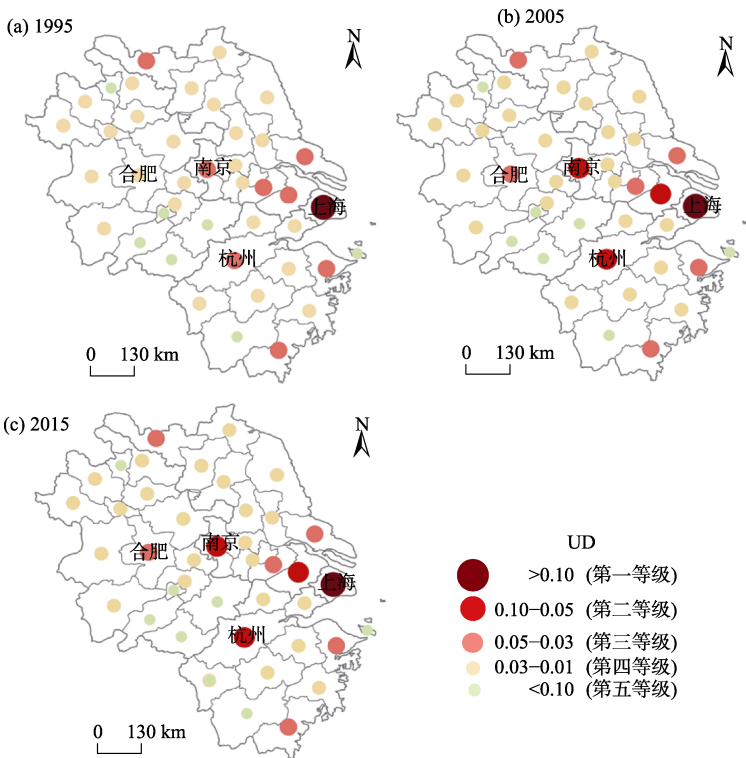 (a) 1995
N
合肥
南京
上海
杭州
0 130 km
(b) 2005
N
合肥
南京
上海
杭州
0 130 km
(c) 2015
N
合肥
南京
上海
杭州
0 130 km
UD
>0.10 (第一等级)
0.10−0.05 (第二等级)
0.05−0.03 (第三等级)
0.03−0.01 (第四等级)
<0.10 (第五等级)